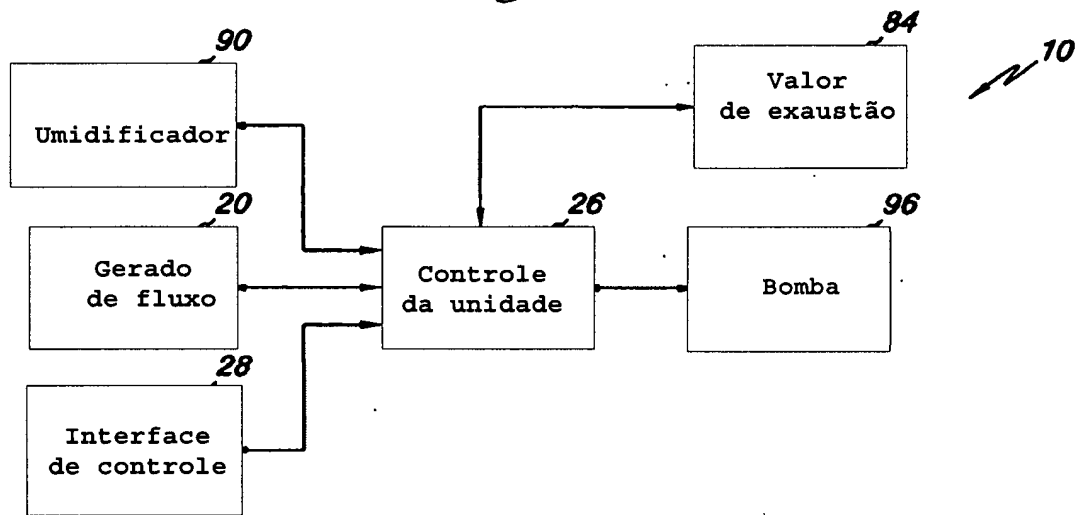 90
Umidificador
84
Valor
de exaustão
10
20
Gerado
de fluxo
26
Controle
da unidade
96
Bomba
28
Interface
de controle